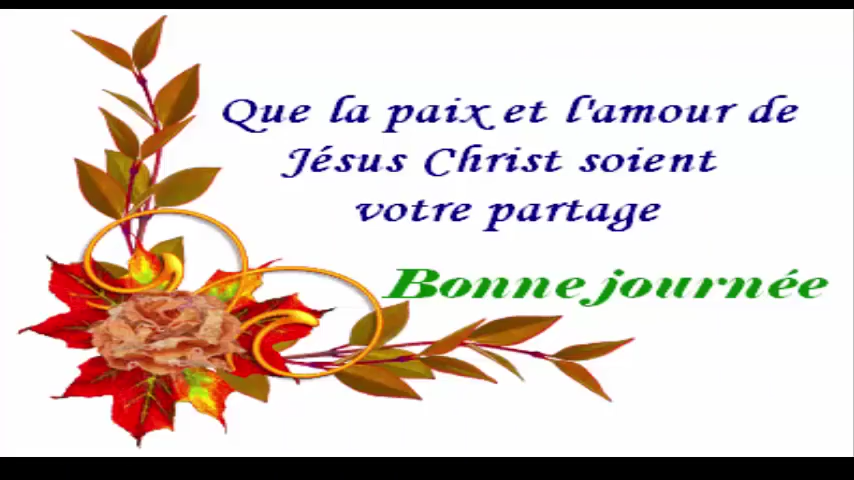 Que la paix et l'amour de
Jésus Christ soient
votre partage
Bonne journée